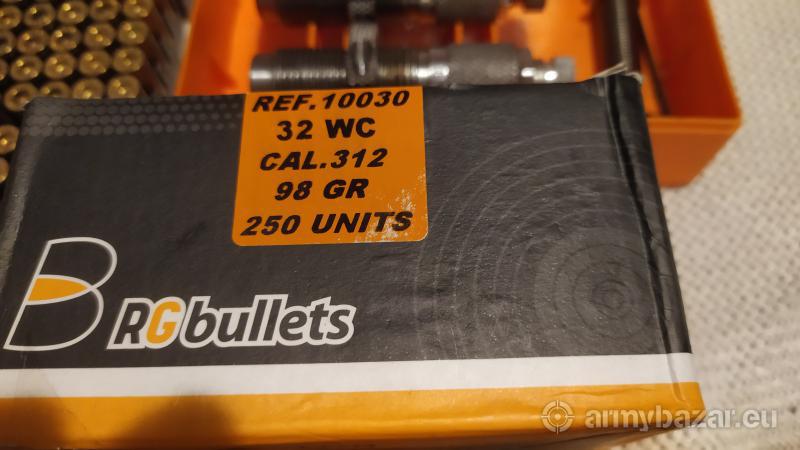 REF.10030
32 WC
CAL.312
98 GR
250 UNITS
B RGbullets
armybazar.eu